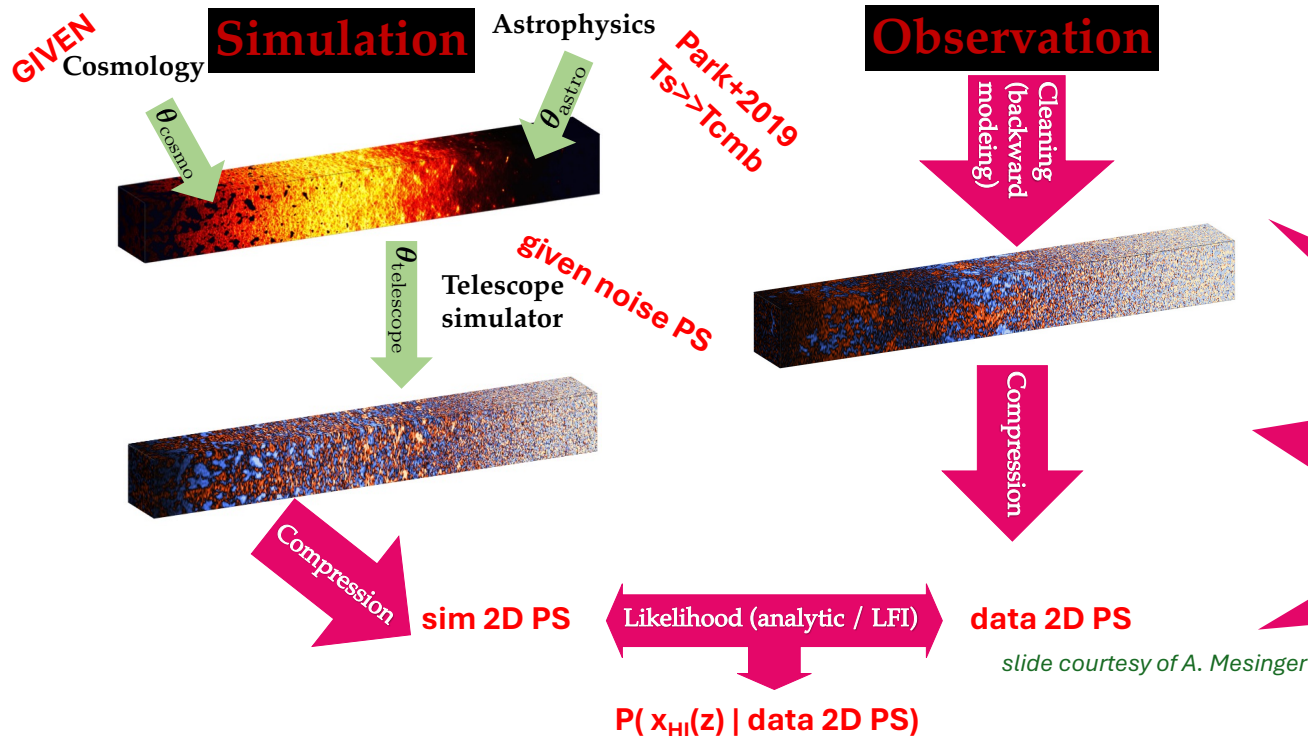 GIVEN
Simulation
Cosmology
Astrophysics
θcosmo
θastro
Park+2019
Ts>>Tcmb
θtelescope
Telescope
simulator
given noise PS
Compression
sim 2D PS
Observation
Cleaning
(backward
modeing)
Compression
Likelihood (analytic / LFI)
data 2D PS
slide courtesy of A. Mesinger
P( xHI(z) | data 2D PS)